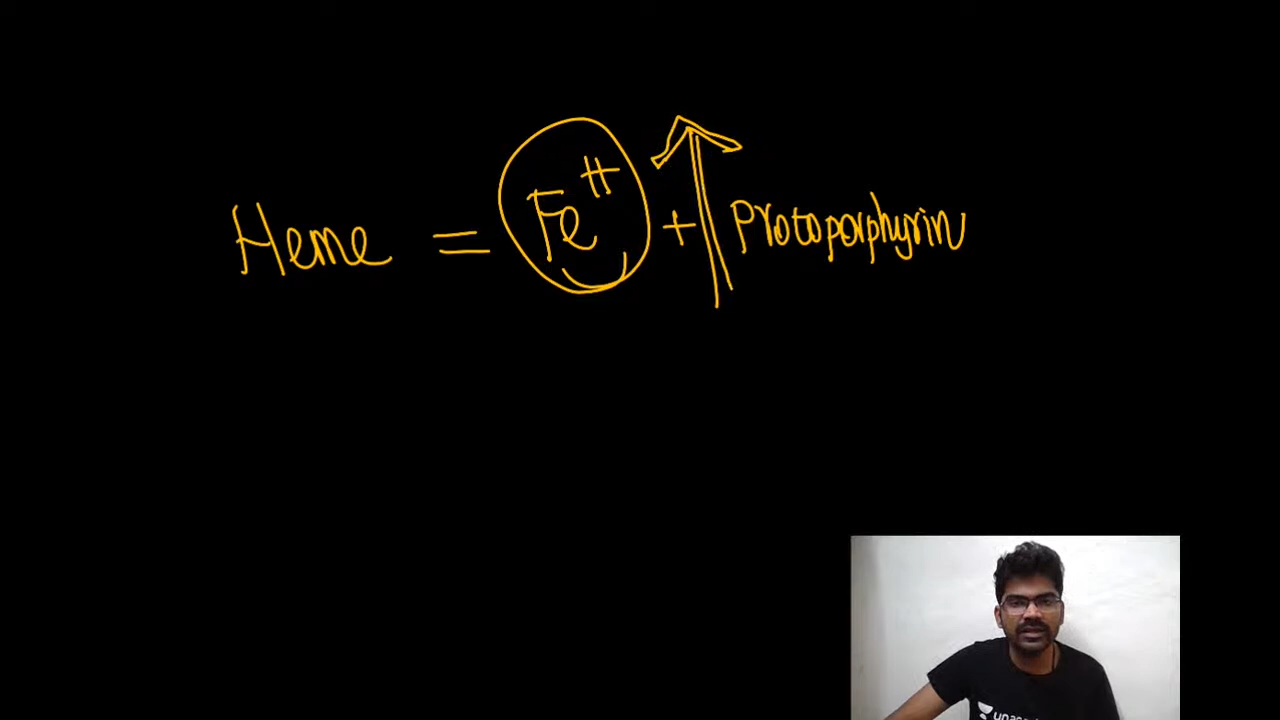 Heme = Fe++ + ↑ Protoporphyrin